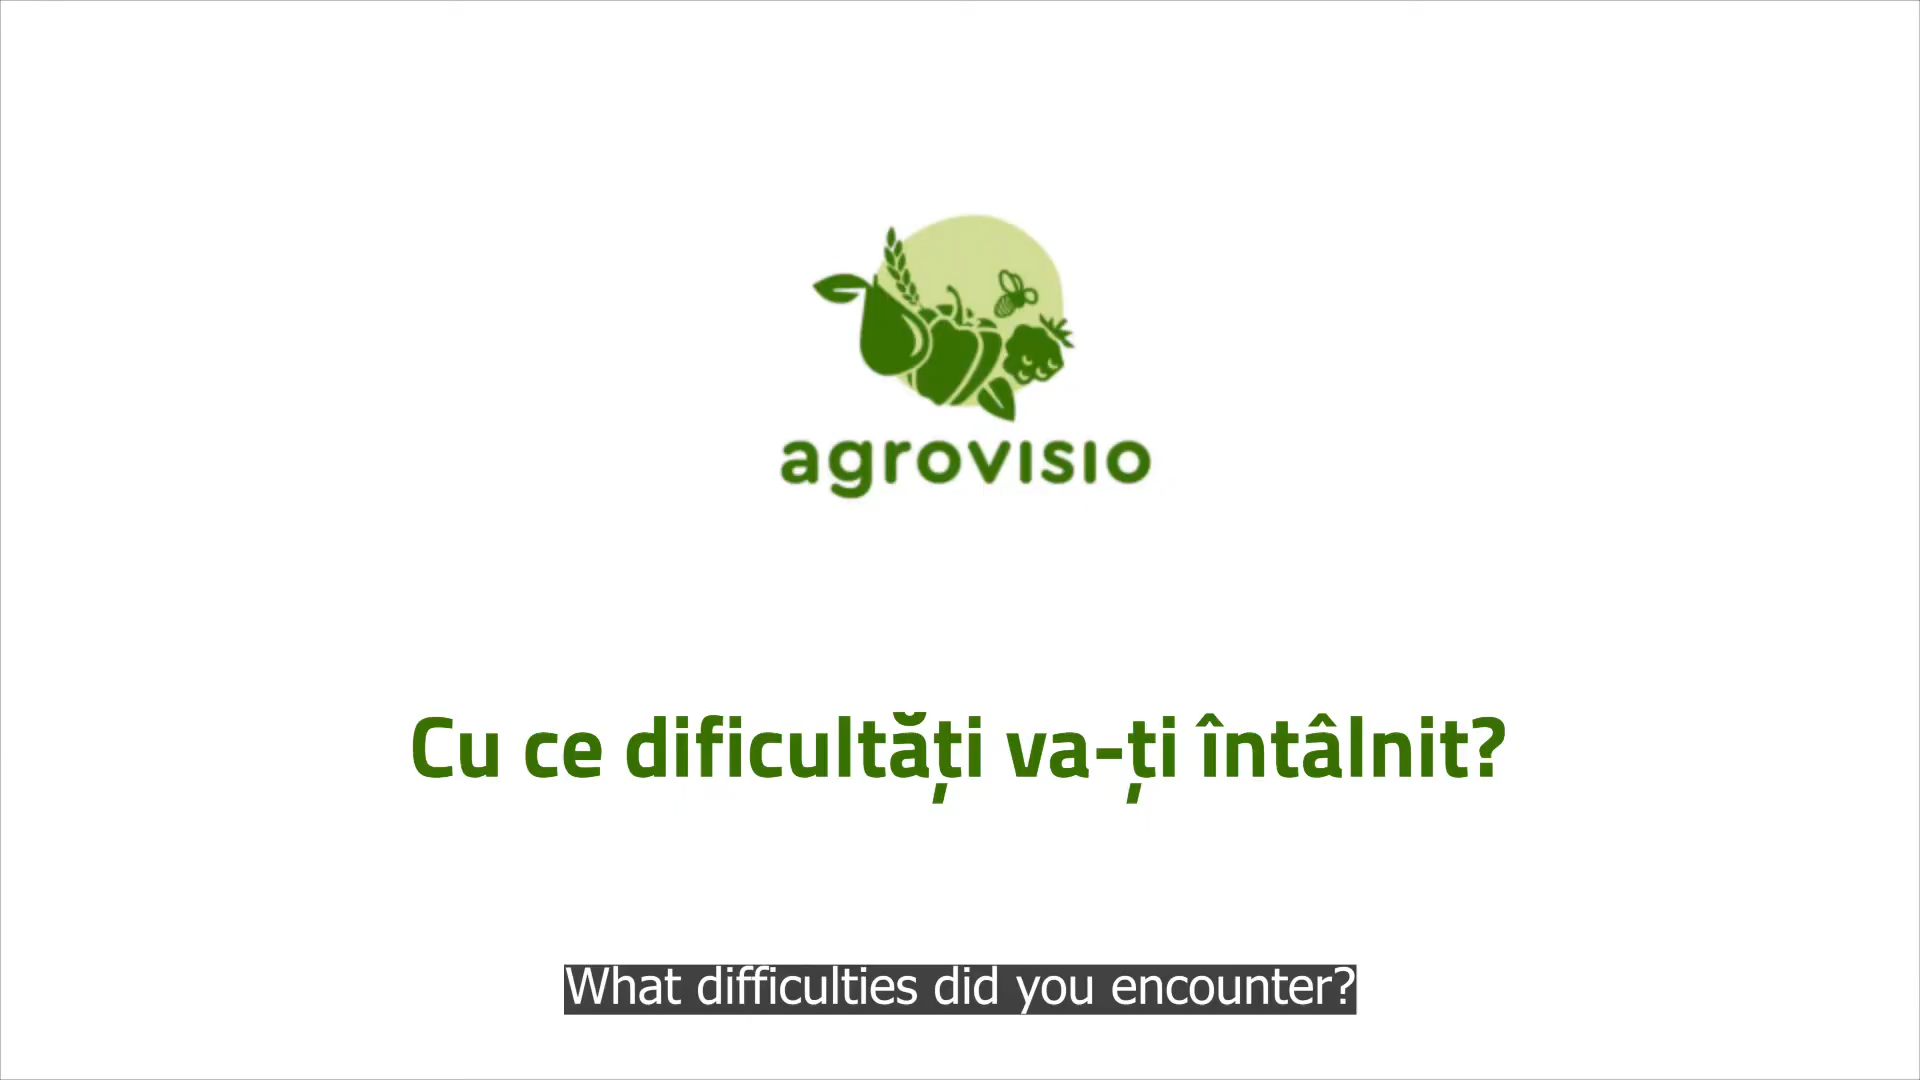 agrovisio
Cu ce dificultăți va-ți întâlnit?
What difficulties did you encounter?